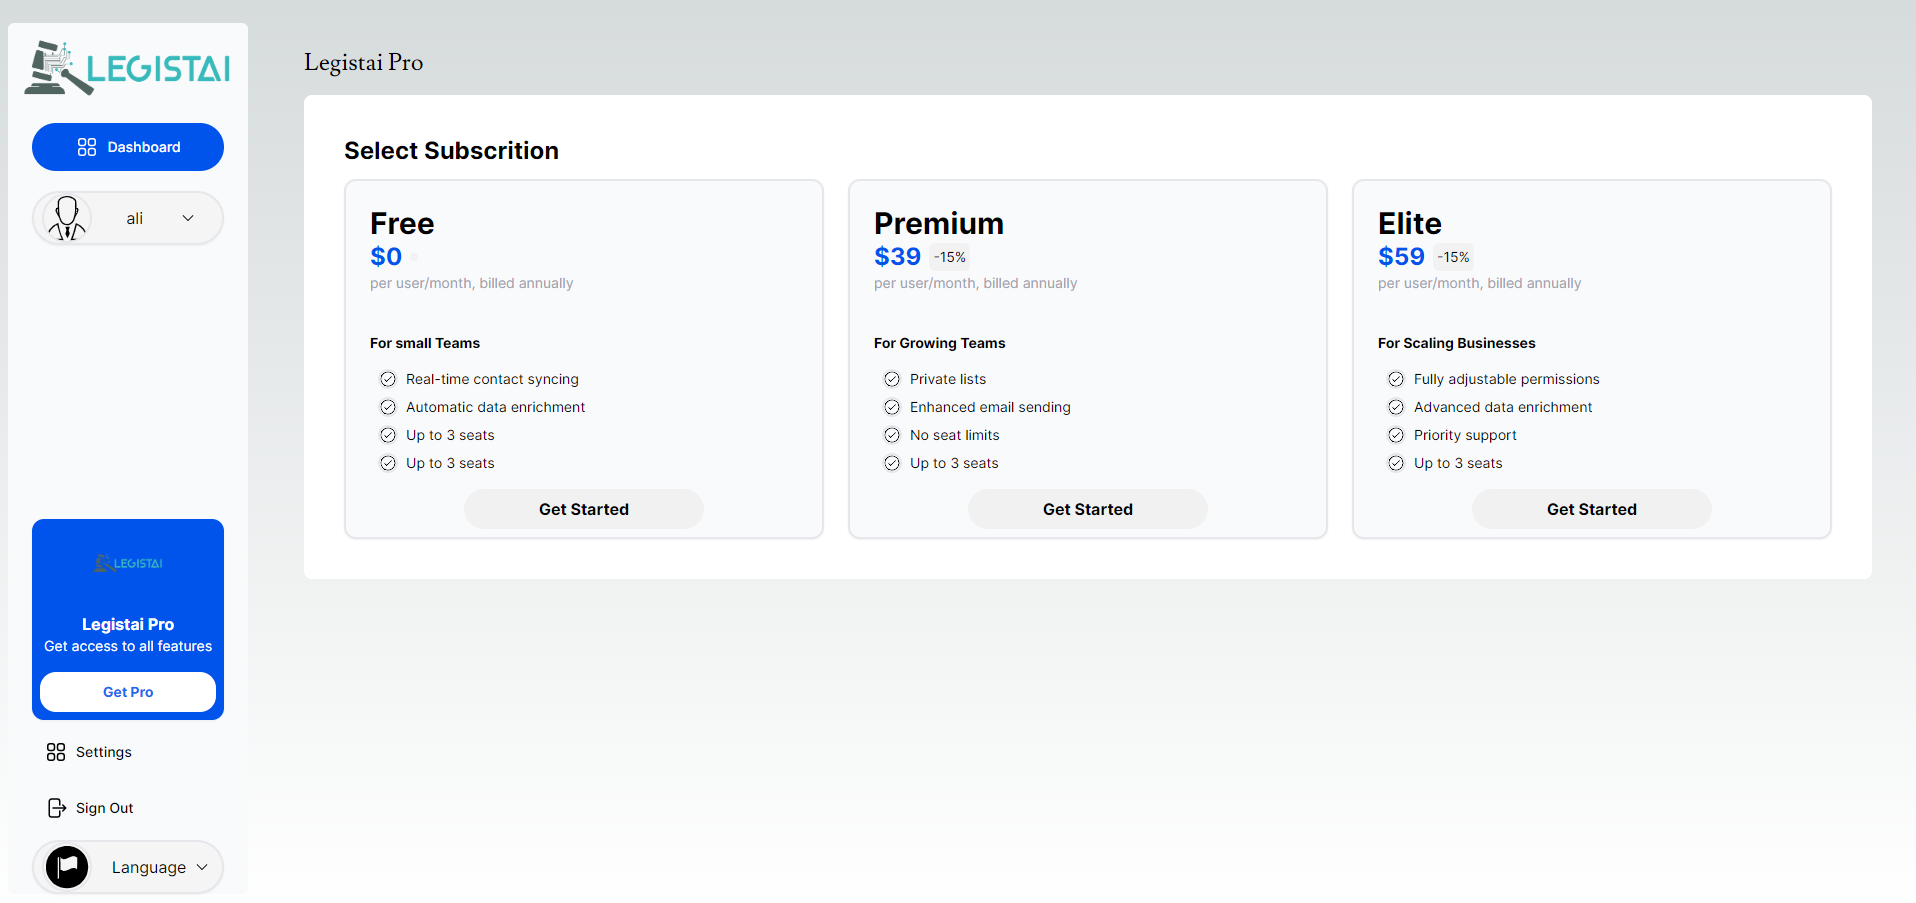 LEGISTAI
Dashboard
ali
LEGISTAI
Legistai Pro
Get access to all features
Get Pro
Settings
Sign Out
Language
Legistai Pro
Select Subscrition
Free
$0
per user/month, billed annually
For small Teams
Real-time contact syncing
Automatic data enrichment
Up to 3 seats
Up to 3 seats
Get Started
Premium
$39 -15%
per user/month, billed annually
For Growing Teams
Private lists
Enhanced email sending
No seat limits
Up to 3 seats
Get Started
Elite
$59 -15%
per user/month, billed annually
For Scaling Businesses
Fully adjustable permissions
Advanced data enrichment
Priority support
Up to 3 seats
Get Started